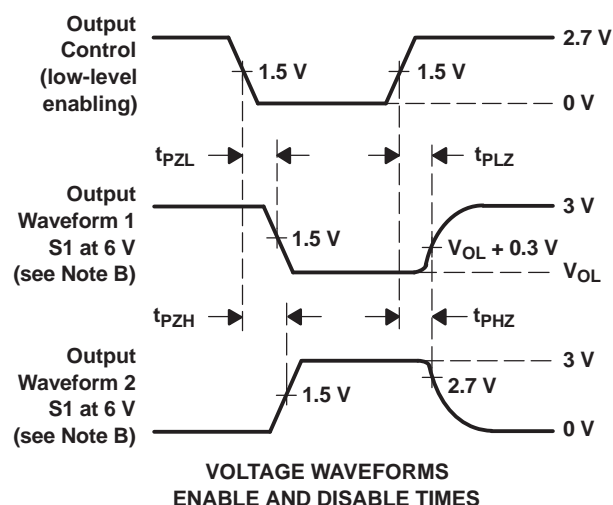 Output
Control
(low-level
enabling)
2.7 V
1.5 V
1.5 V
0 V
tPZL
tPLZ
Output
Waveform 1
S1 at 6 V
(see Note B)
3 V
1.5 V
VOL + 0.3 V
VOL
tPZH
tPHZ
Output
Waveform 2
S1 at 6 V
(see Note B)
3 V
1.5 V
2.7 V
0 V
VOLTAGE WAVEFORMS
ENABLE AND DISABLE TIMES